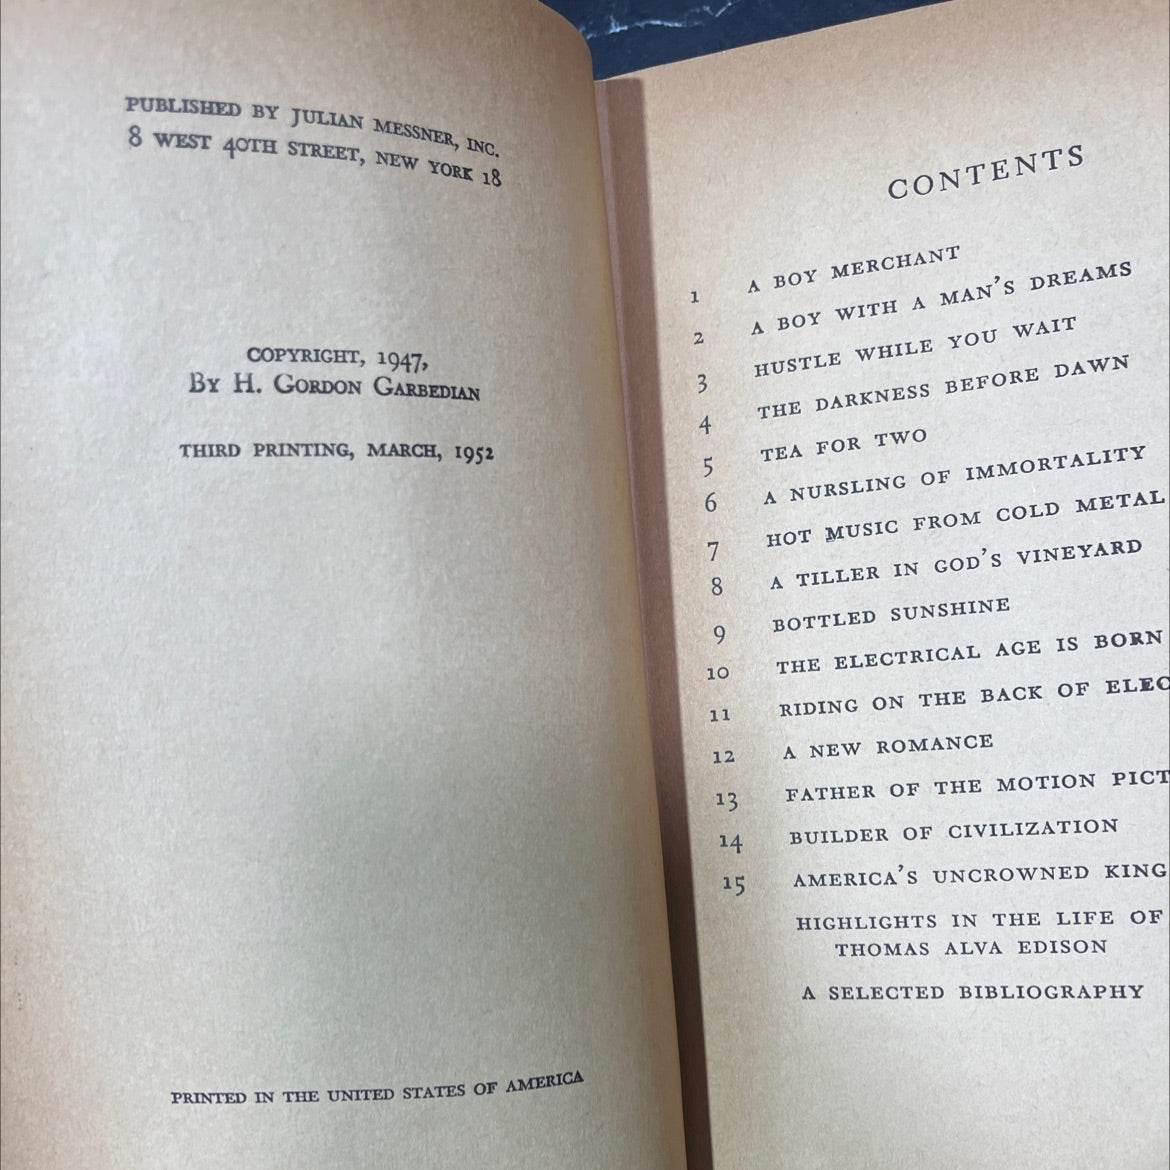 PUBLISHED BY JULIAN MESSNER, INC.
8 WEST 40TH STREET, NEW YORK 18
COPYRIGHT, 1947,
BY H. GORDON GARBEDIAN
THIRD PRINTING, MARCH, 1952
PRINTED IN THE UNITED STATES OF AMERICA
CONTENTS
1 A BOY MERCHANT
2 A BOY WITH A MAN'S DREAMS
3 HUSTLE WHILE YOU WAIT
4 THE DARKNESS BEFORE DAWN
5 TEA FOR TWO
6 A NURSLING OF IMMORTALITY
7 HOT MUSIC FROM COLD METAL
8 A TILLER IN GOD'S VINEYARD
9 BOTTLED SUNSHINE
10 THE ELECTRICAL AGE IS BORN
11 RIDING ON THE BACK OF ELEC
12 A NEW ROMANCE
13 FATHER OF THE MOTION PICT
14 BUILDER OF CIVILIZATION
15 AMERICA'S UNCROWNED KING
HIGHLIGHTS IN THE LIFE OF
THOMAS ALVA EDISON
A SELECTED BIBLIOGRAPHY